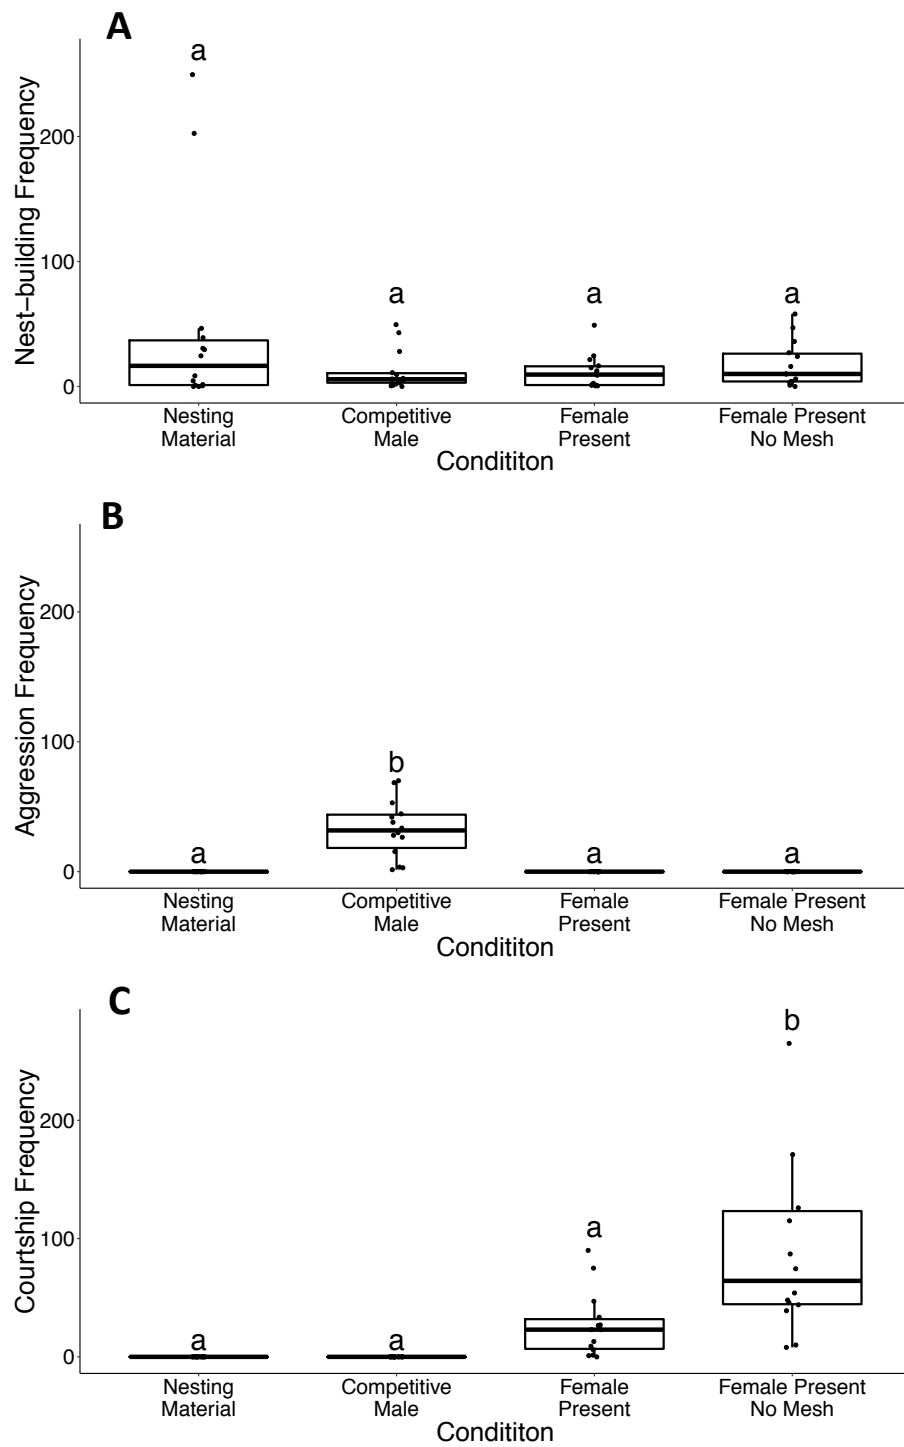 A
Nest-building Frequency
200
100
0
a
a
a
a
Nesting Material
Competitive Male
Female Present
Female Present No Mesh
Condititon
B
Aggression Frequency
200
100
0
a
b
a
a
Nesting Material
Competitive Male
Female Present
Female Present No Mesh
Condititon
C
Courtship Frequency
200
100
0
a
a
a
b
Nesting Material
Competitive Male
Female Present
Female Present No Mesh
Condititon